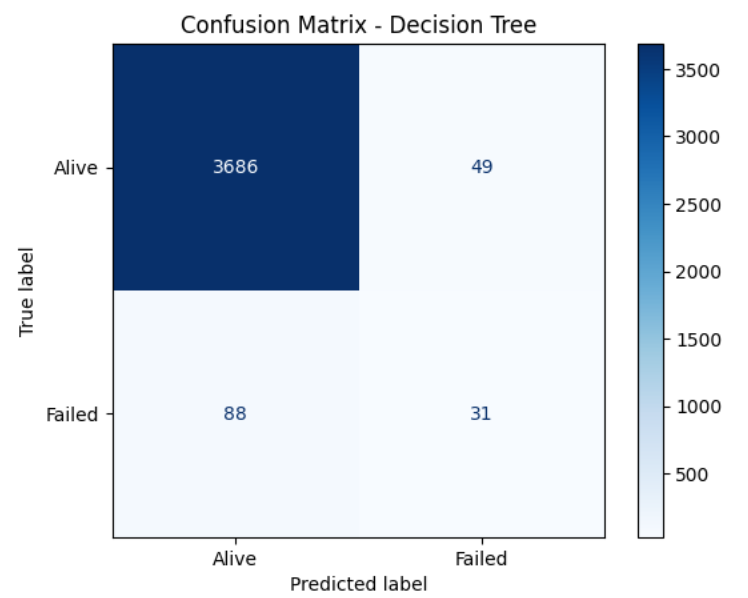 Confusion Matrix - Decision Tree
True label
Alive
Failed
3686
49
88
31
Alive
Failed
Predicted label
3500
3000
2500
2000
1500
1000
500